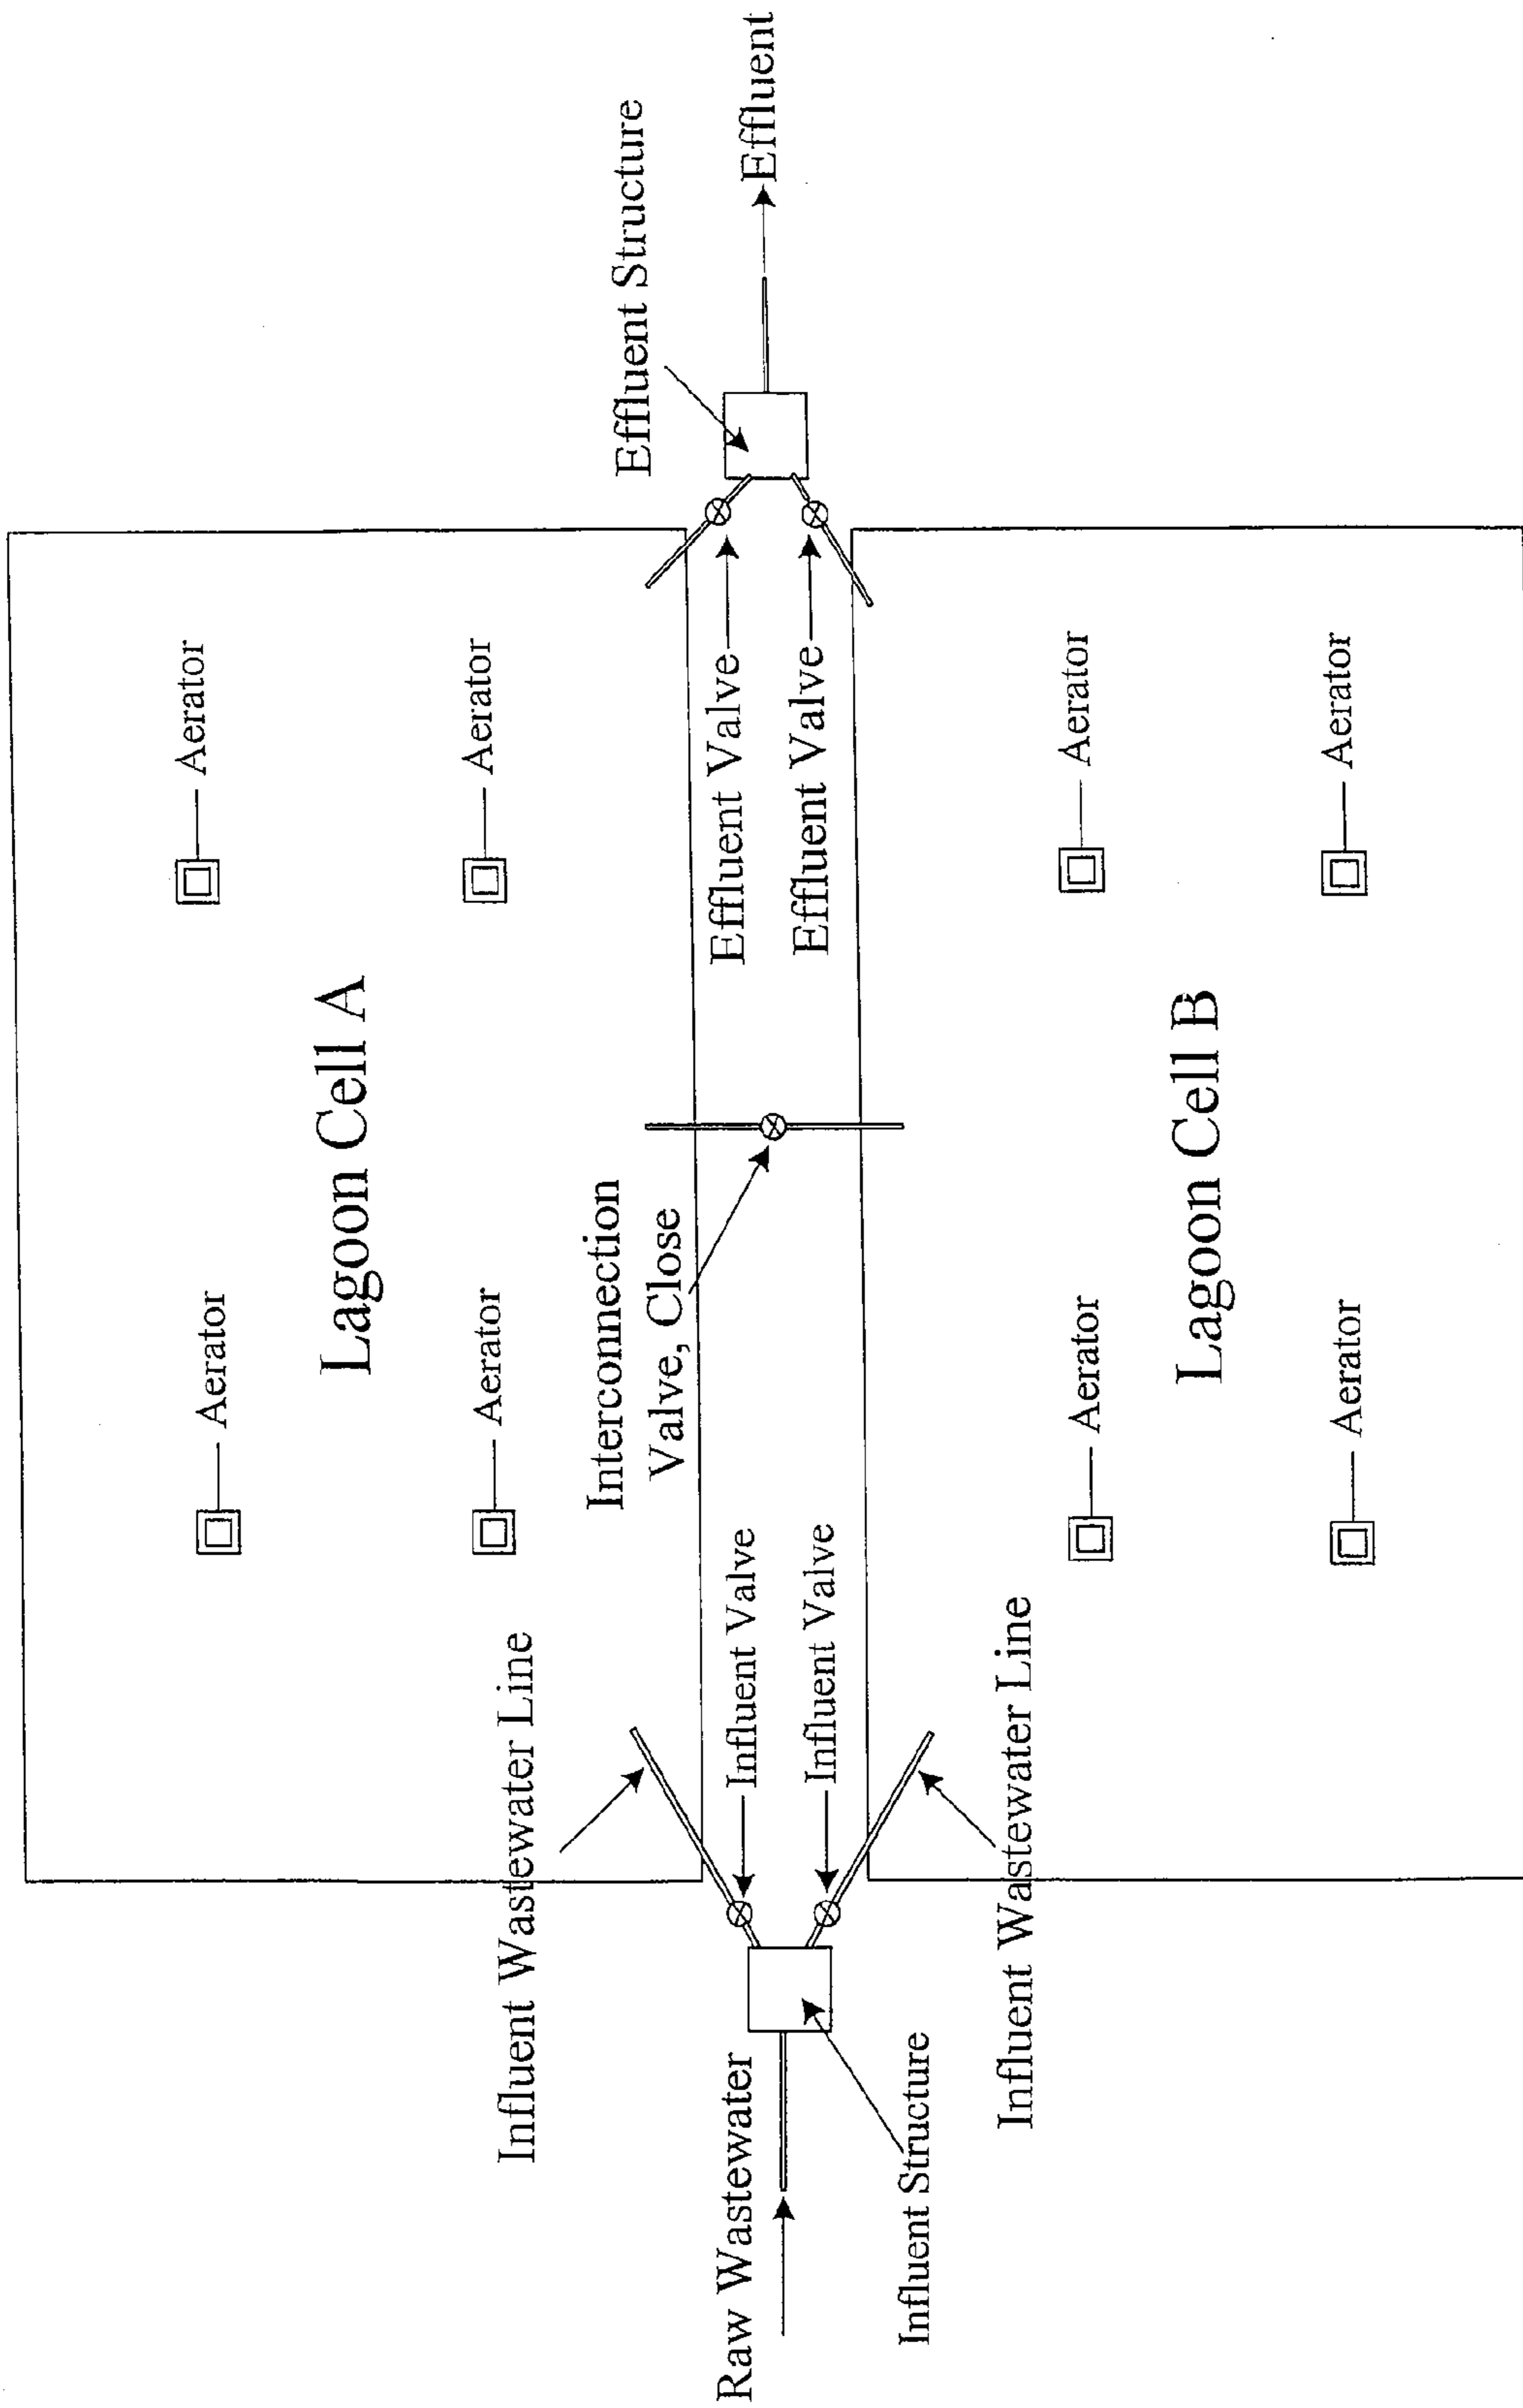 Aerator
Aerator
Lagoon Cell A
Aerator
Aerator
Influent Wastewater Line
Interconnection
Valve, Close
Effluent Structure
Raw Wastewater
Influent Valve
Effluent Valve
Effluent
Influent Valve
Effluent Valve
Influent Structure
Influent Wastewater Line
Aerator
Aerator
Lagoon Cell B
Aerator
Aerator